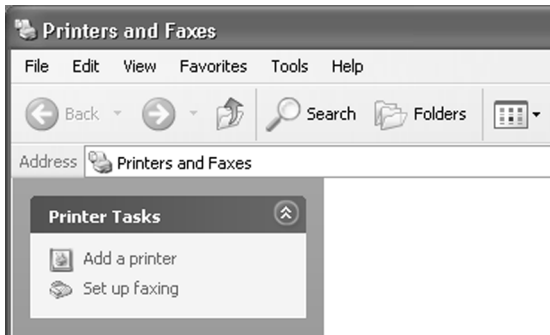 Printers and Faxes
File Edit View Favorites Tools Help
Back Search Folders
Address Printers and Faxes
Printer Tasks
Add a printer
Set up faxing